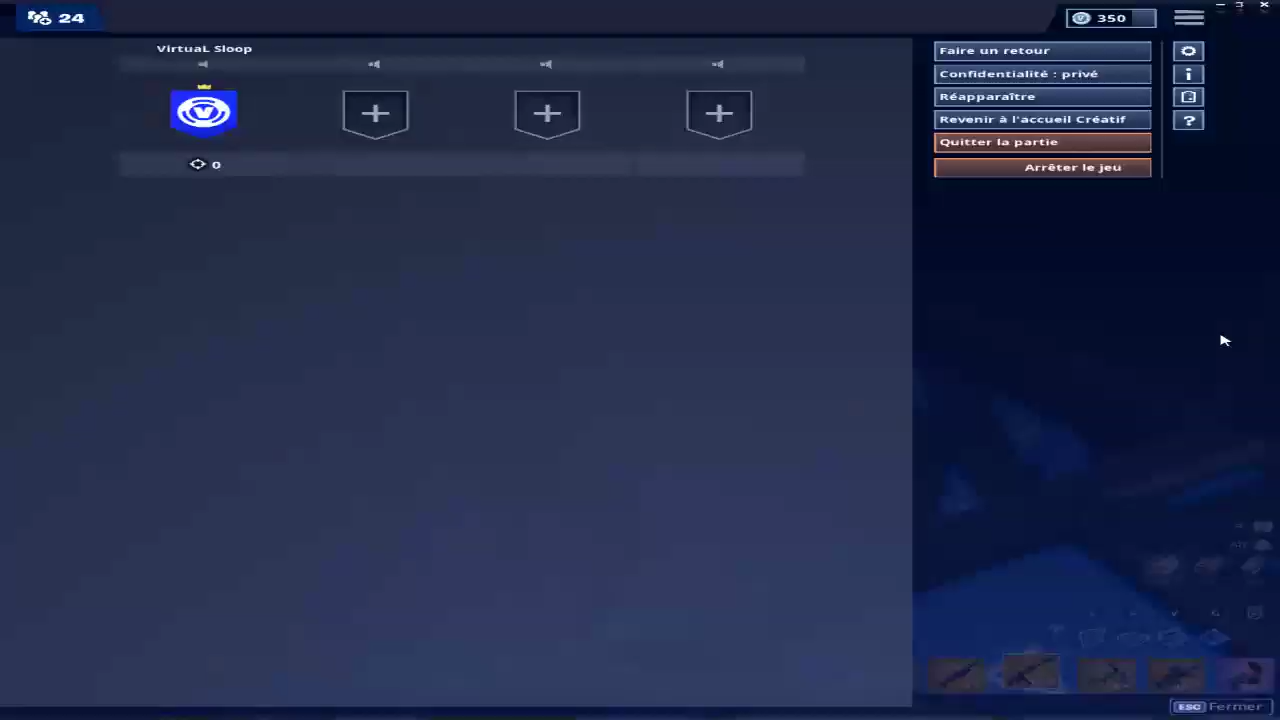 24
350
VirtuaL Sloop
0
Faire un retour
Confidentialité : privé
Réapparaître
Revenir à l'accueil Créatif
Quitter la partie
Arrêter le jeu
ESC Fermer